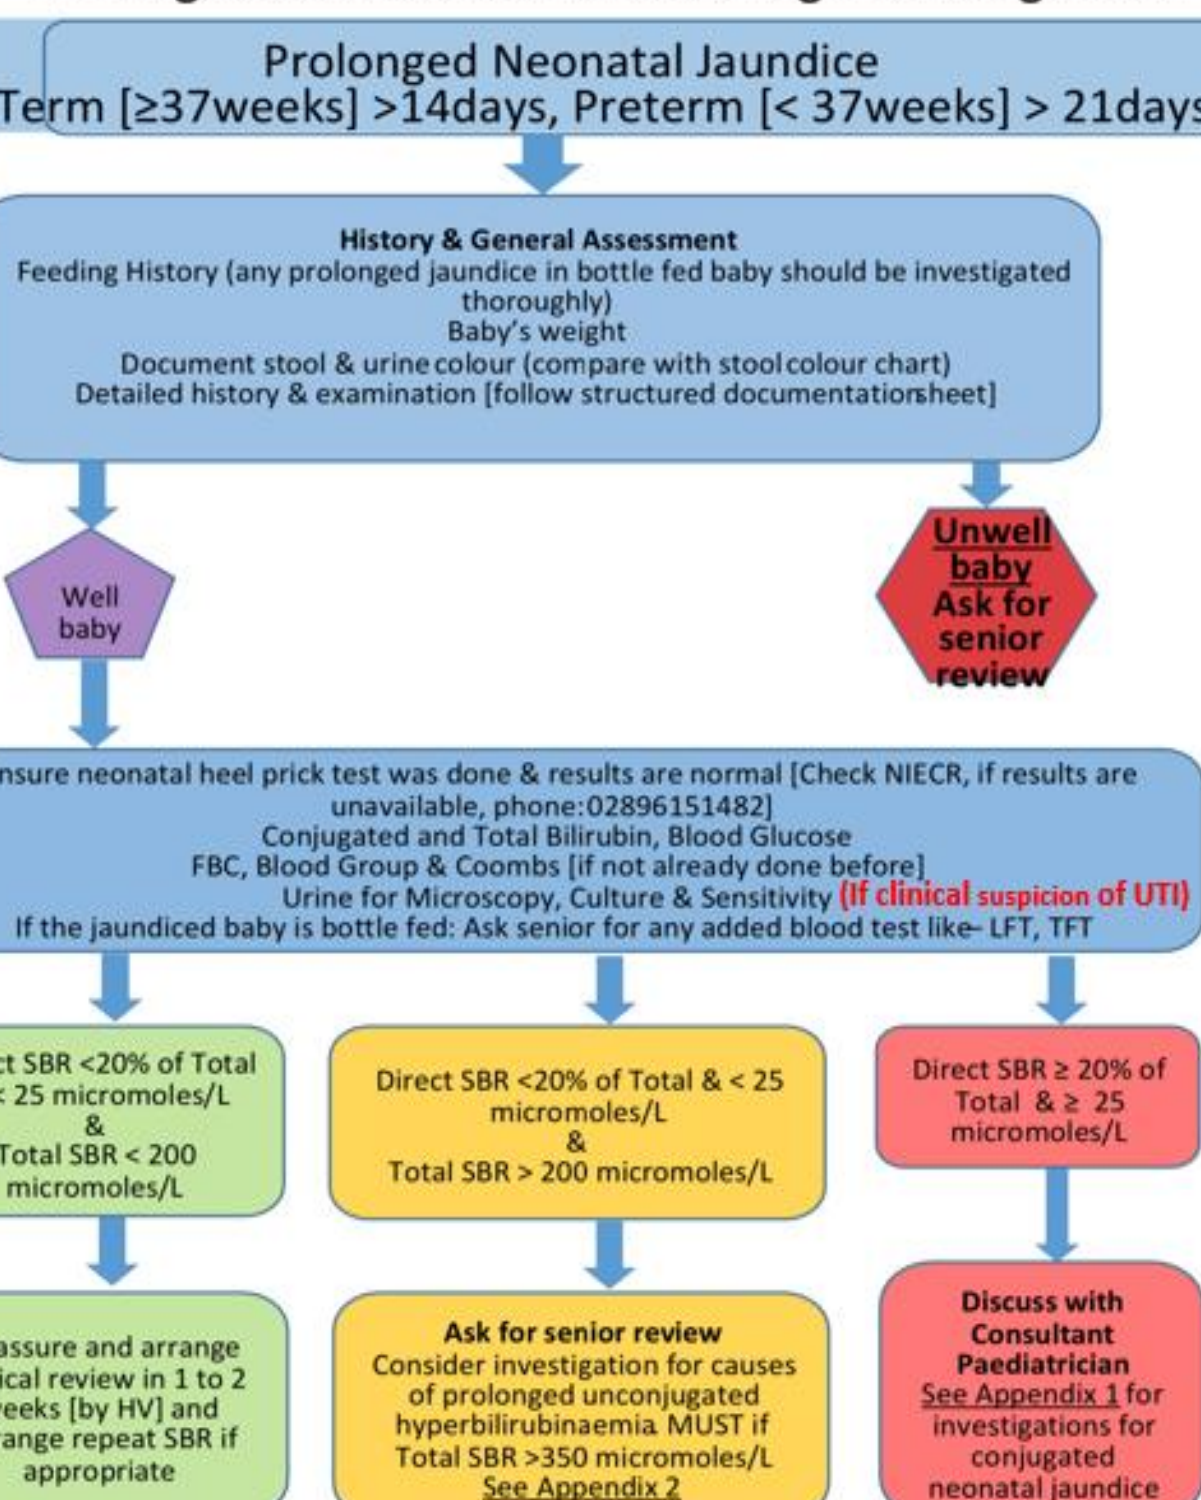 Prolonged Neonatal Jaundice
Term [≥37weeks] >14days, Preterm [< 37weeks] > 21days
History & General Assessment
Feeding History (any prolonged jaundice in bottle fed baby should be investigated
thoroughly)
Baby's weight
Document stool & urine colour (compare with stool colour chart)
Detailed history & examination [follow structured documentationsheet]
Well
baby
Unwell
baby
Ask for
senior
review
nsure neonatal heel prick test was done & results are normal [Check NIECR, if results are
unavailable, phone:02896151482]
Conjugated and Total Bilirubin, Blood Glucose
FBC, Blood Group & Coombs [if not already done before]
Urine for Microscopy, Culture & Sensitivity (If clinical suspicion of UTI)
If the jaundiced baby is bottle fed: Ask senior for any added blood test like– LFT, TFT
ct SBR <20% of Total
< 25 micromoles/L
&
Total SBR < 200
micromoles/L
Direct SBR <20% of Total & < 25
micromoles/L
&
Total SBR > 200 micromoles/L
Direct SBR ≥ 20% of
Total & ≥ 25
micromoles/L
assure and arrange
ical review in 1 to 2
eeks [by HV] and
ange repeat SBR if
appropriate
Ask for senior review
Consider investigation for causes
of prolonged unconjugated
hyperbilirubinaemia. MUST if
Total SBR >350 micromoles/L
See Appendix 2
Discuss with
Consultant
Paediatrician
See Appendix 1 for
investigations for
conjugated
neonatal jaundice